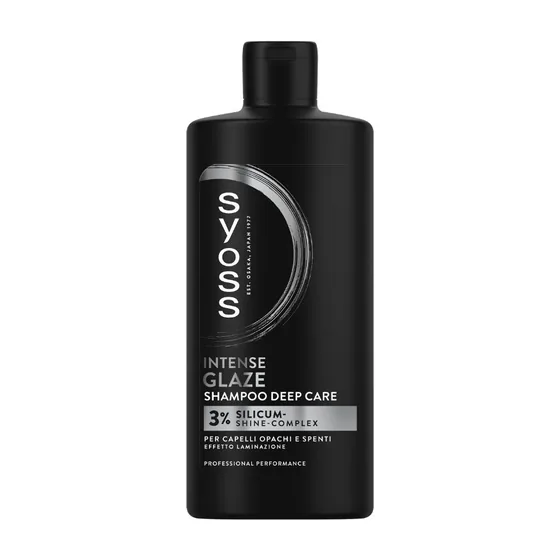 syoss
EST. OSAKA, JAPAN 1977
INTENSE
GLAZE
SHAMPOO DEEP CARE
3% SILICUM-
SHINE-COMPLEX
PER CAPELLI OPACHI E SPENTI
EFFETTO LAMINAZIONE
PROFESSIONAL PERFORMANCE